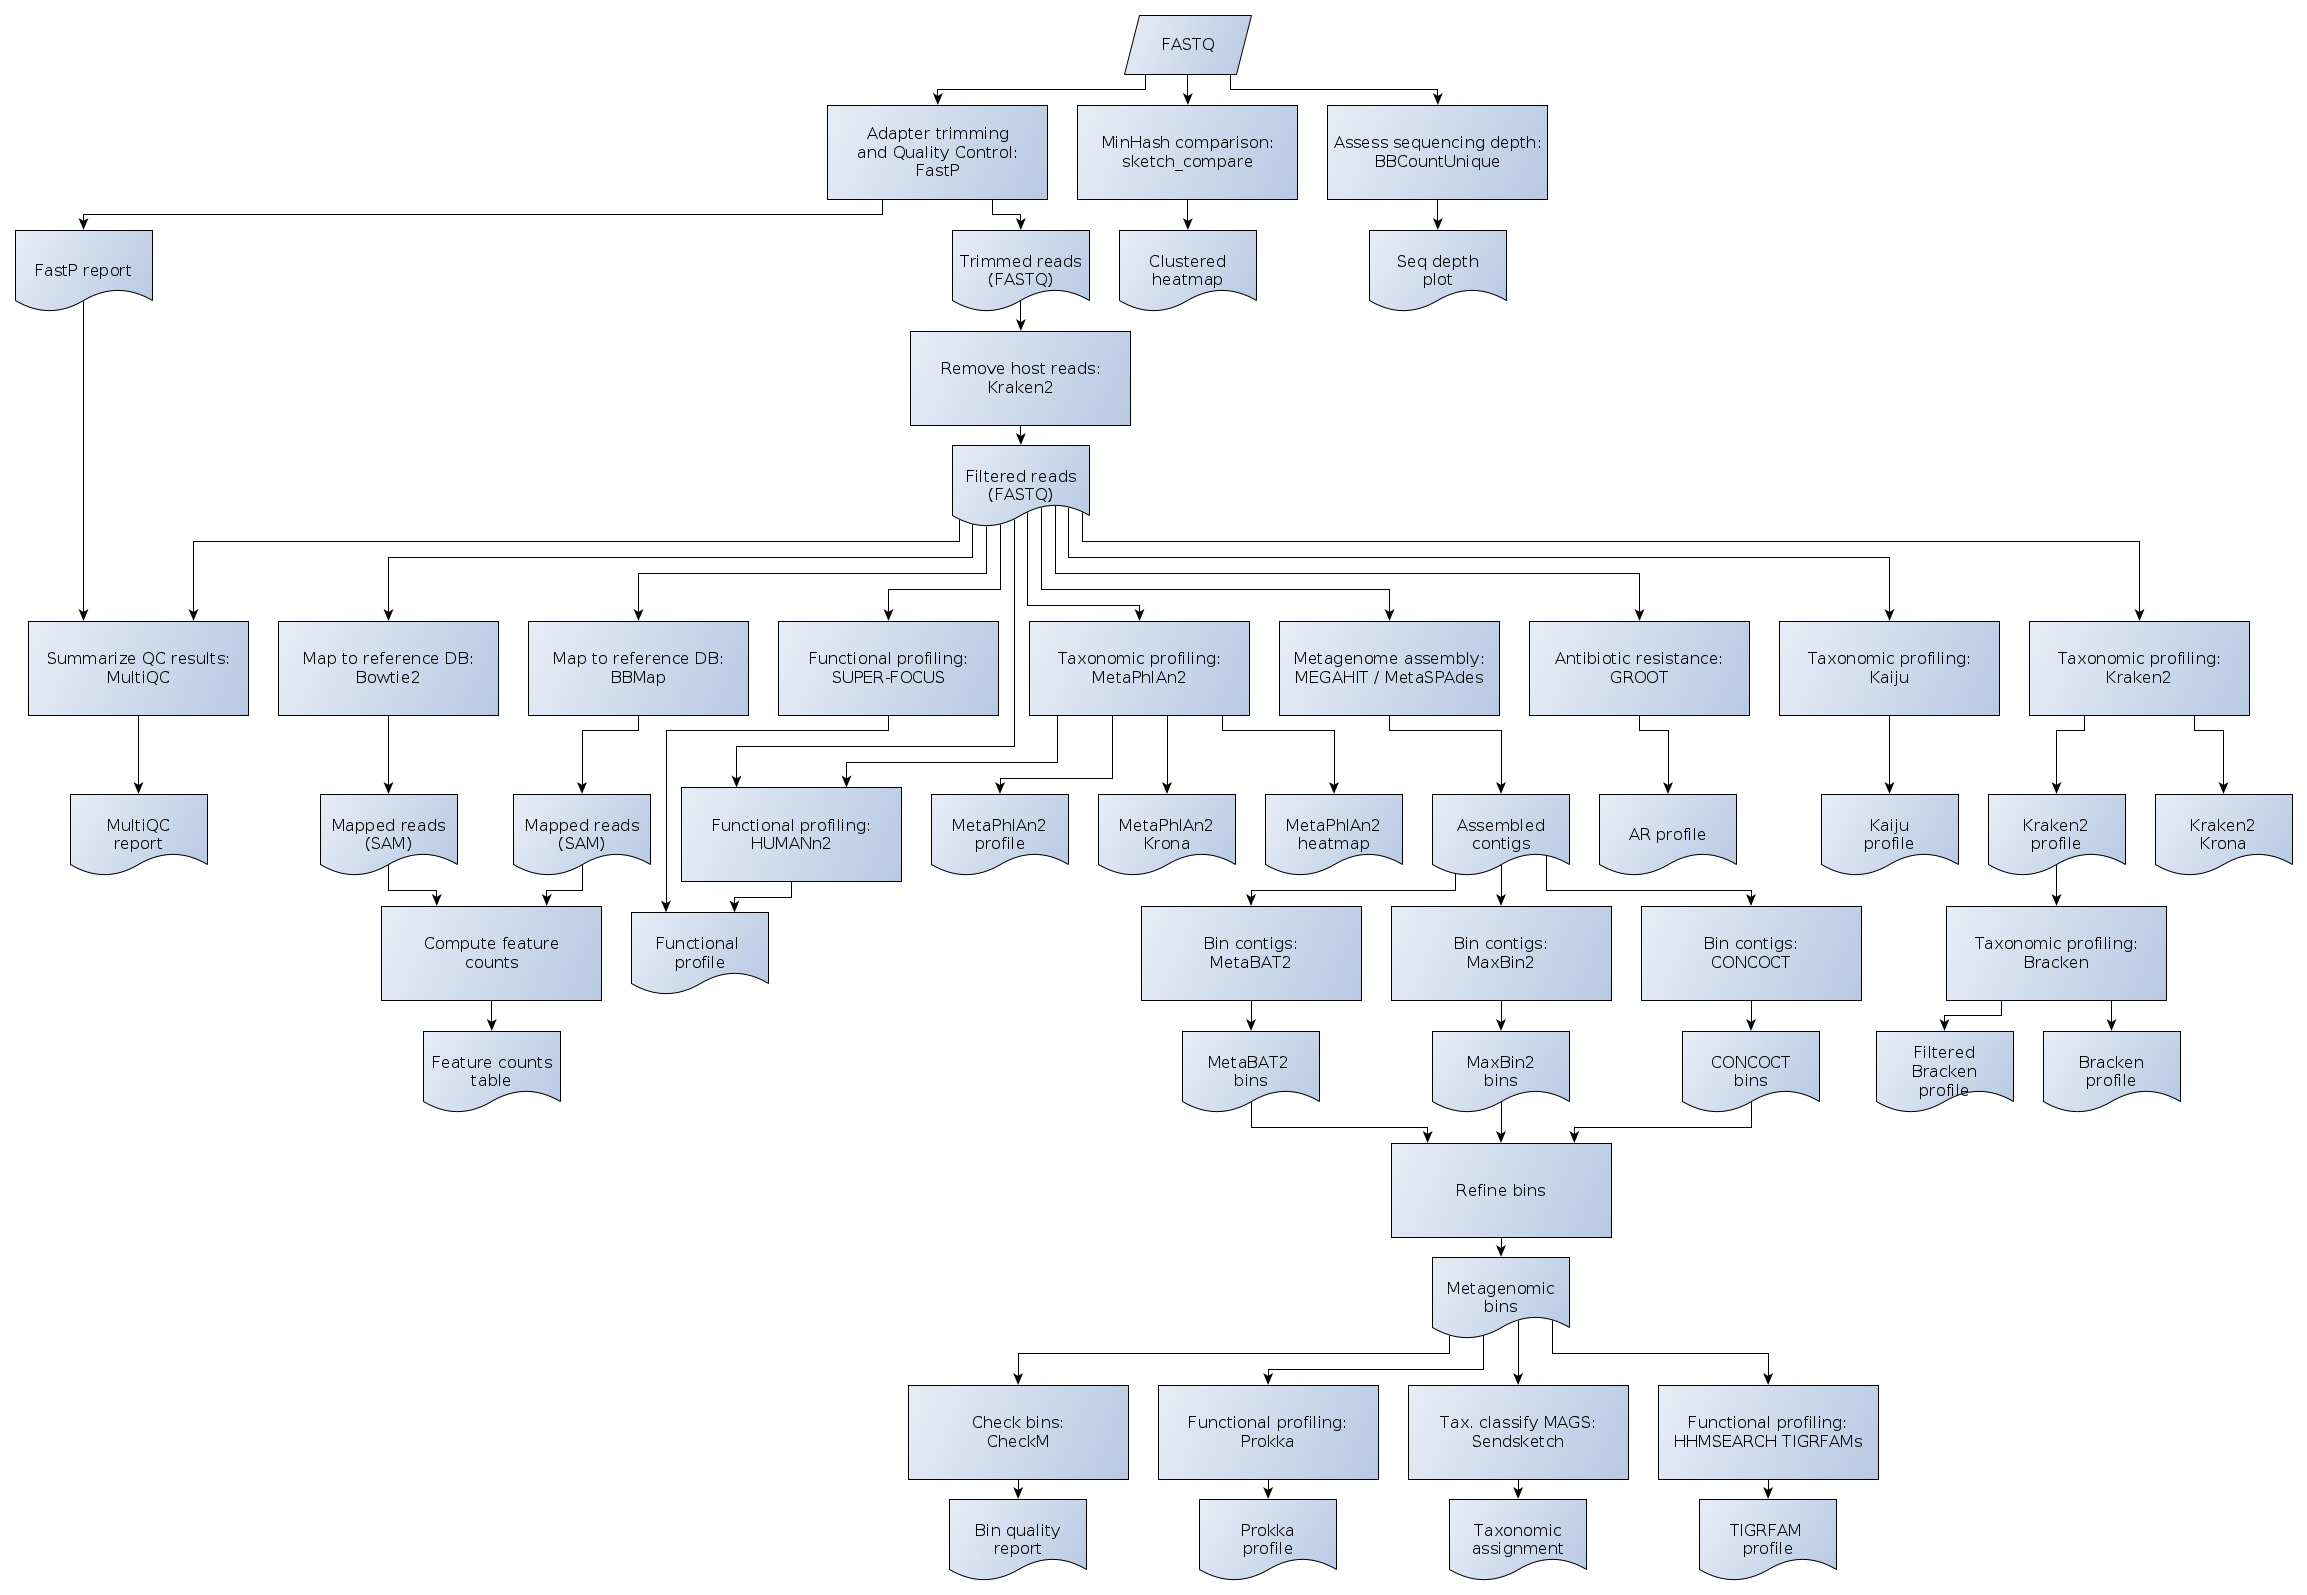 FASTQ
Adapter trimming
and Quality Control:
FastP
MinHash comparison:
sketch_compare
Assess sequencing depth:
BBCountUnique
FastP report
Trimmed reads
(FASTQ)
Clustered
heatmap
Seq depth
plot
Remove host reads:
Kraken2
Filtered reads
(FASTQ)
Summarize QC results:
MultiQC
Map to reference DB:
Bowtie2
Map to reference DB:
BBMap
Functional profiling:
SUPER-FOCUS
Taxonomic profiling:
MetaPhlAn2
Metagenome assembly:
MEGAHIT / MetaSPAdes
Antibiotic resistance:
GROOT
Taxonomic profiling:
Kaiju
Taxonomic profiling:
Kraken2
MultiQC
report
Mapped reads
(SAM)
Mapped reads
(SAM)
Functional profiling:
HUMANn2
MetaPhlAn2
profile
MetaPhlAn2
Krona
MetaPhlAn2
heatmap
Assembled
contigs
AR profile
Kaiju
profile
Kraken2
profile
Kraken2
Krona
Compute feature
counts
Functional
profile
Bin contigs:
MetaBAT2
Bin contigs:
MaxBin2
Bin contigs:
CONCOCT
Taxonomic profiling:
Bracken
Feature counts
table
MetaBAT2
bins
MaxBin2
bins
CONCOCT
bins
Filtered
Bracken
profile
Bracken
profile
Refine bins
Metagenomic
bins
Check bins:
CheckM
Functional profiling:
Prokka
Tax. classify MAGS:
Sendsketch
Functional profiling:
HHMSEARCH TIGRFAMs
Bin quality
report
Prokka
profile
Taxonomic
assignment
TIGRFAM
profile